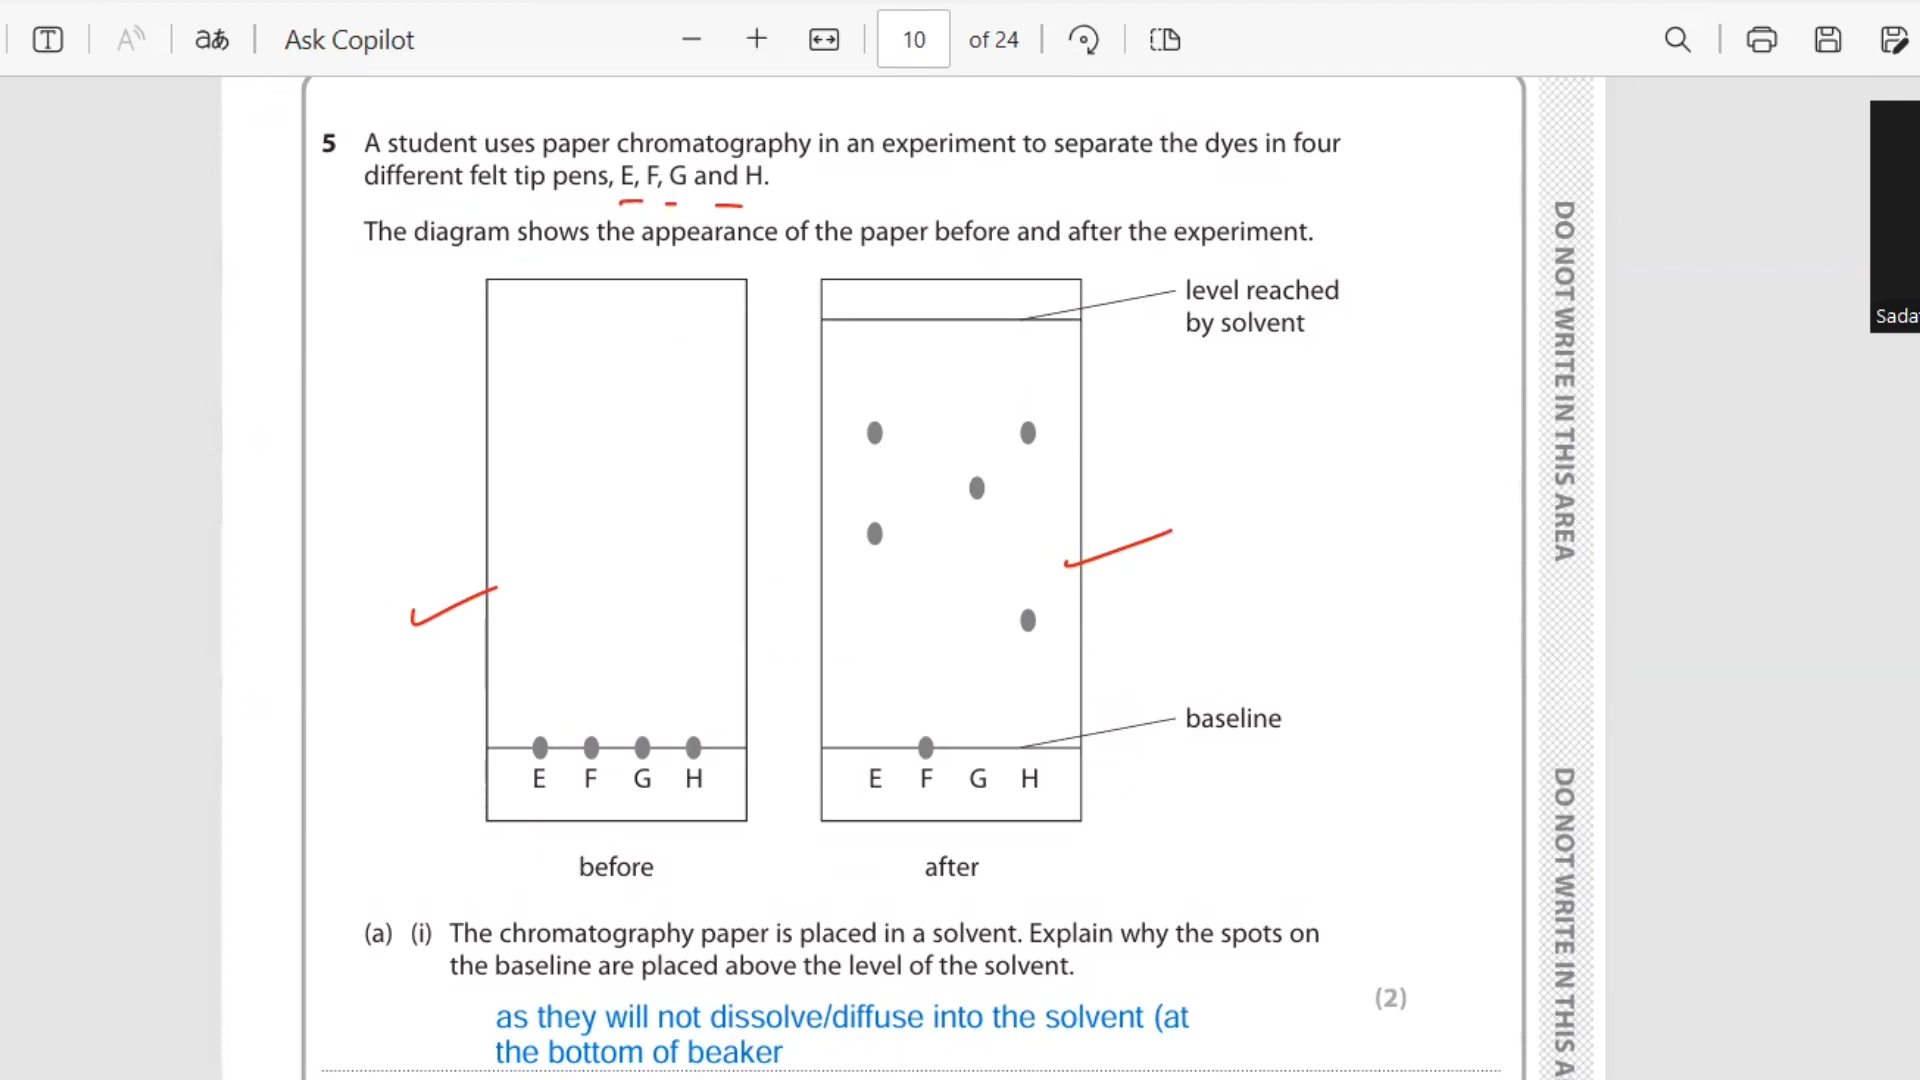 Ask Copilot
10 of 24
5 A student uses paper chromatography in an experiment to separate the dyes in four
different felt tip pens, E, F, G and H.
The diagram shows the appearance of the paper before and after the experiment.
level reached
by solvent
baseline
E F G H
E F G H
before
after
(a) (i) The chromatography paper is placed in a solvent. Explain why the spots on
the baseline are placed above the level of the solvent.
(2)
as they will not dissolve/diffuse into the solvent (at
the bottom of beaker
DO NOT WRITE IN THIS AREA
DO NOT WRITE IN THIS A
Sada